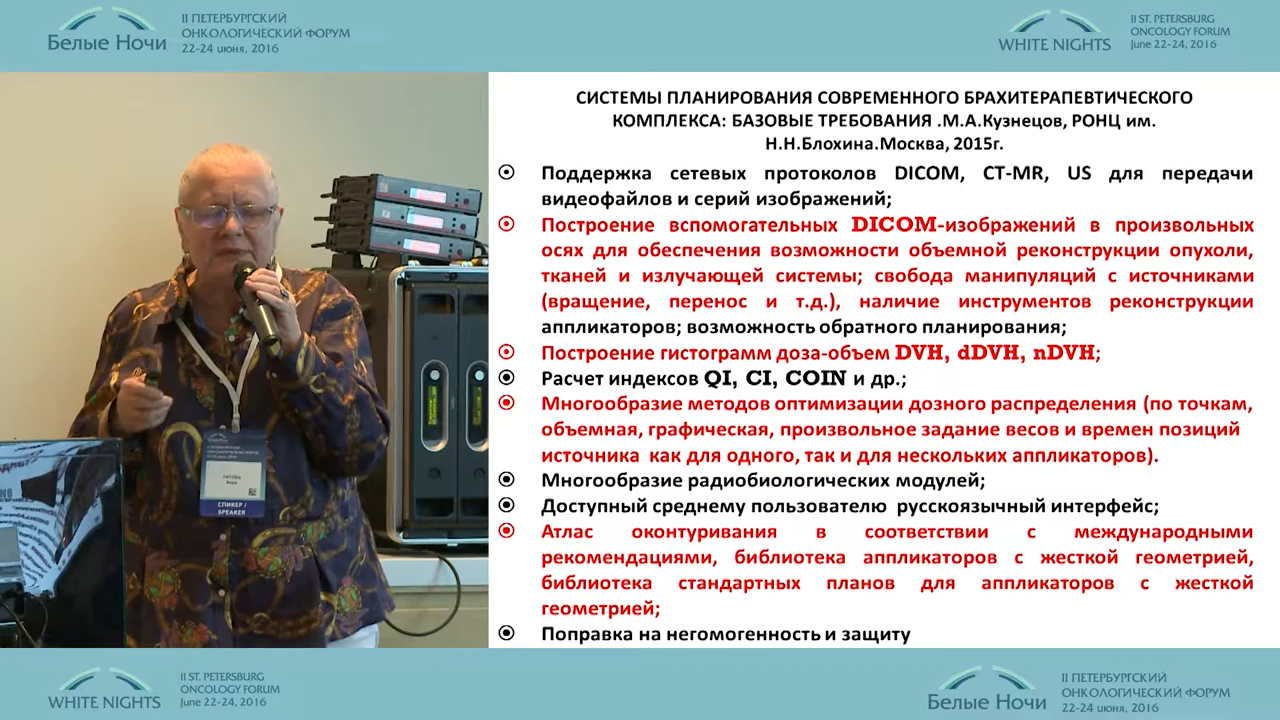 Белые Ночи
II ПЕТЕРБУРГСКИЙ
ОНКОЛОГИЧЕСКИЙ ФОРУМ
22-24 июня, 2016
WHITE NIGHTS
II ST. PETERSBURG
ONCOLOGY FORUM
June 22-24, 2016
СИСТЕМЫ ПЛАНИРОВАНИЯ СОВРЕМЕННОГО БРАХИТЕРАПЕВТИЧЕСКОГО
КОМПЛЕКСА: БАЗОВЫЕ ТРЕБОВАНИЯ .М.А.Кузнецов, РОНЦ им.
Н.Н.Блохина.Москва, 2015г.
Поддержка сетевых протоколов DICOM, CT-MR, US для передачи
видеофайлов и серий изображений;
Построение вспомогательных DICOM-изображений в произвольных
осях для обеспечения возможности объемной реконструкции опухоли,
тканей и излучающей системы; свобода манипуляций с источниками
(вращение, перенос и т.д.), наличие инструментов реконструкции
аппликаторов; возможность обратного планирования;
Построение гистограмм доза-объем DVH, dDVH, nDVH;
Расчет индексов QI, CI, COIN и др.;
Многообразие методов оптимизации дозного распределения (по точкам,
объемная, графическая, произвольное задание весов и времен позиций
источника как для одного, так и для нескольких аппликаторов).
Многообразие радиобиологических модулей;
Доступный среднему пользователю русскоязычный интерфейс;
Атлас оконтуривания в соответствии с международными
рекомендациями, библиотека аппликаторов с жесткой геометрией,
библиотека стандартных планов для аппликаторов с жесткой
геометрией;
Поправка на негомогенность и защиту
СПИКЕР /
SPEAKER
WHITE NIGHTS
II ST. PETERSBURG
ONCOLOGY FORUM
June 22-24, 2016
Белые Ночи
II ПЕТЕРБУРГСКИЙ
ОНКОЛОГИЧЕСКИЙ ФОРУМ
22-24 июня, 2016